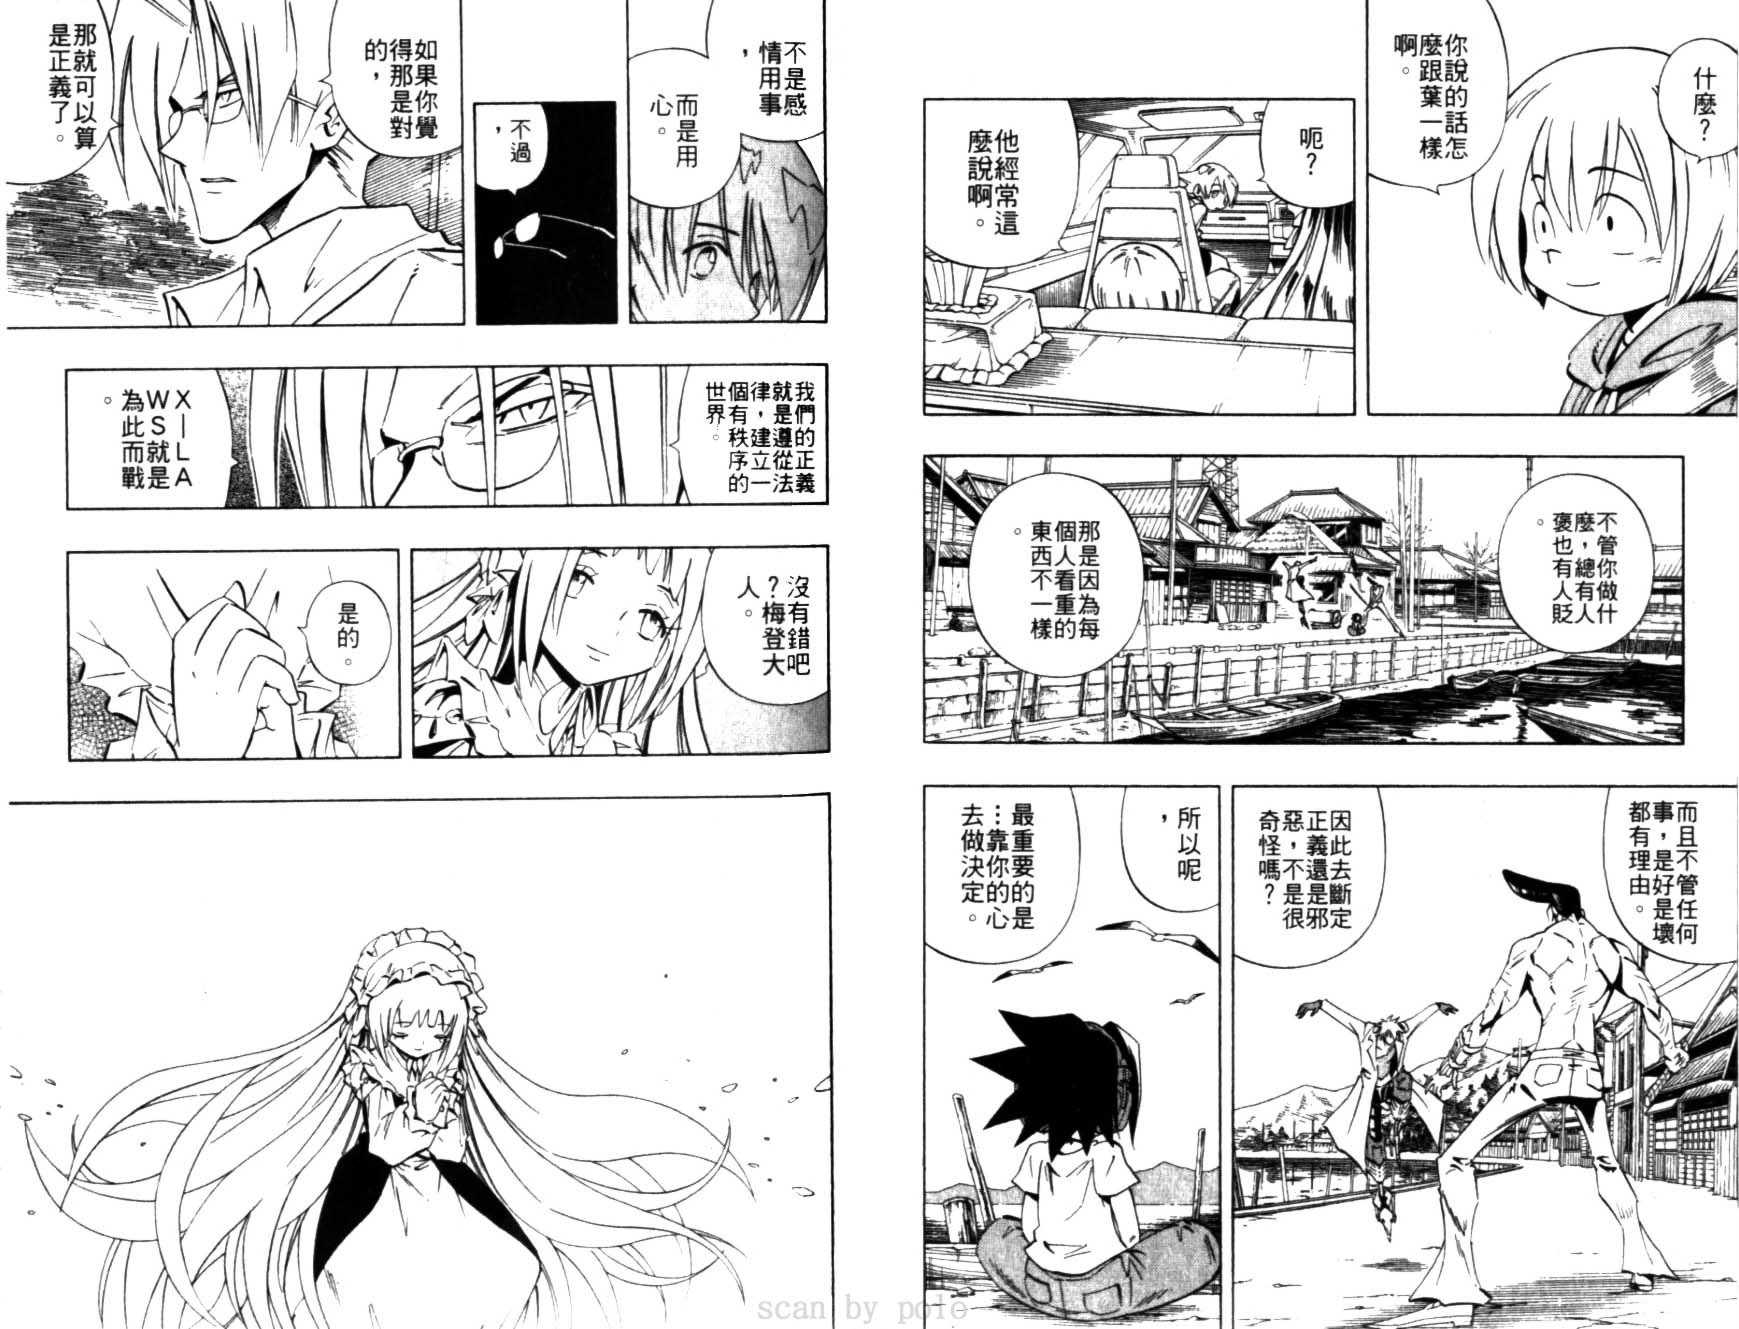 什麼？
你說的話怎
麼跟葉一樣
啊。
呃？
他經常這
麼說啊。
不管你做什
麼，總有人
褒也有人貶
。
那是因為每
個人看重的
東西不一樣
。
而且不管任何
事，是好是壞
都有理由。
因此去斷定
正義還是邪
惡，不是很
奇怪嗎？
所以呢
，
最重要的是
…靠你的心
去做決定。
不是感
情用事
，
而是用
心。
不過
，
如果你覺
得那是對
的，
那就可以算
是正義了。
我們的正義
就是遵從法
律，建立一
個有秩序的
世界。
X—LA
WS就是
為此而戰
。
沒有錯吧
？梅登大
人。
是的。
scan by polo